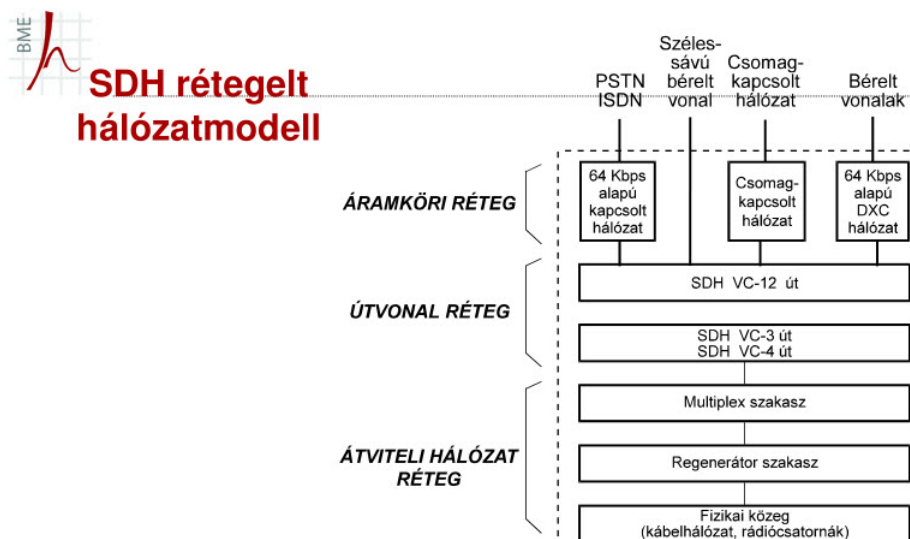 BME
SDH rétegelt
hálózatmodell
PSTN
ISDN
Széles-
sávú
bérelt
vonal
Csomag-
kapcsolt
hálózat
Bérelt
vonalak
ÁRAMKÖRI RÉTEG
64 Kbps
alapú
kapcsolt
hálózat
Csomag-
kapcsolt
hálózat
64 Kbps
alapú
DXC
hálózat
ÚTVONAL RÉTEG
SDH VC-12 út
SDH VC-3 út
SDH VC-4 út
ÁTVITELI HÁLÓZAT
RÉTEG
Multiplex szakasz
Regenerátor szakasz
Fizikai közeg
(kábelhálózat, rádiócsatornák)